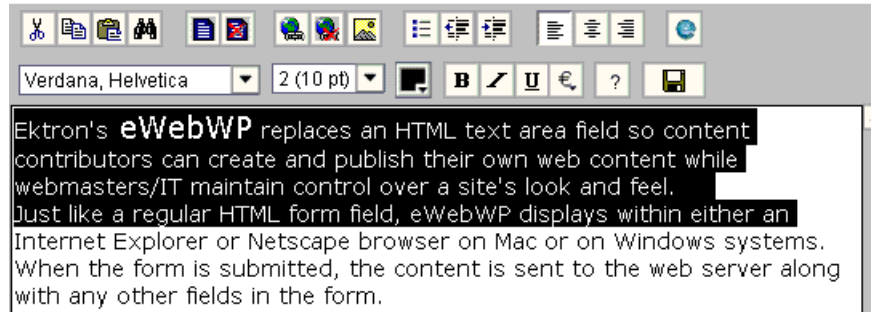 Verdana, Helvetica 2 (10 pt) B I U € ?
Ektron's eWebWP replaces an HTML text area field so content
contributors can create and publish their own web content while
webmasters/IT maintain control over a site's look and feel.
Just like a regular HTML form field, eWebWP displays within either an
Internet Explorer or Netscape browser on Mac or on Windows systems.
When the form is submitted, the content is sent to the web server along
with any other fields in the form.